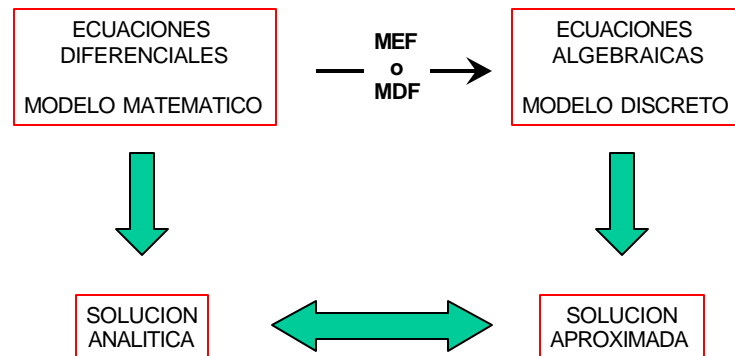 ECUACIONES
DIFERENCIALES
MODELO MATEMATICO
MEF
o
MDF
ECUACIONES
ALGEBRAICAS
MODELO DISCRETO
SOLUCION
ANALITICA
SOLUCION
APROXIMADA